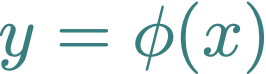 y = ϕ(x)